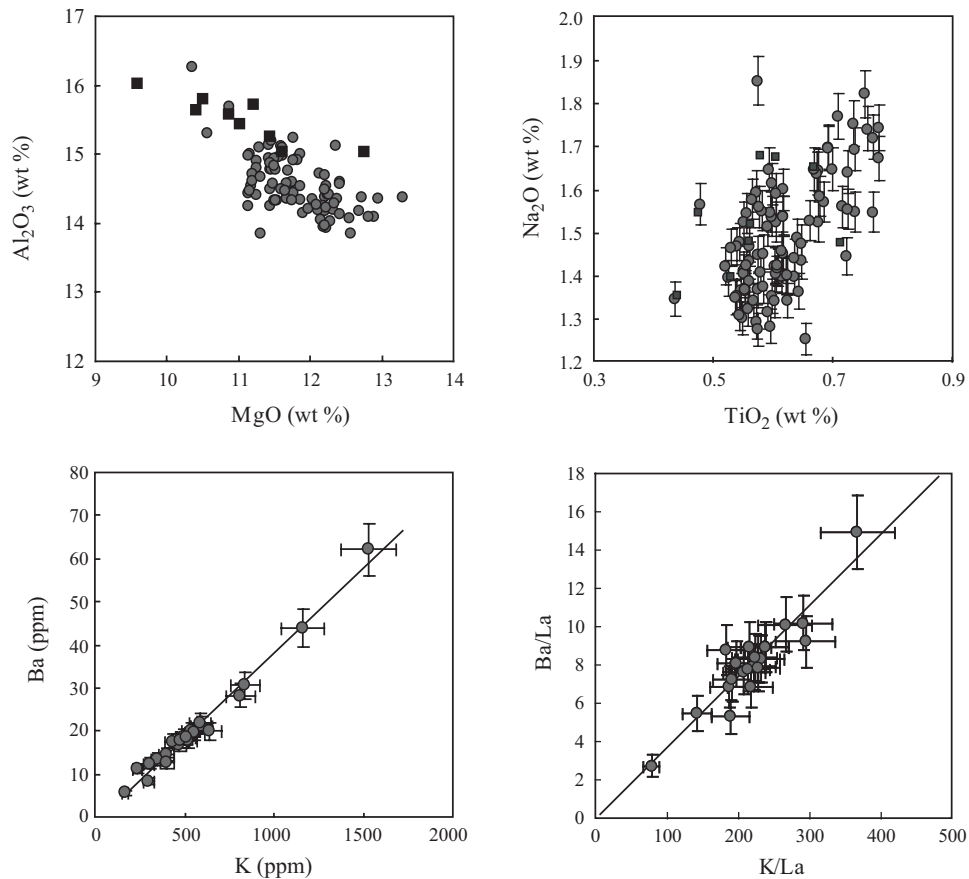 17
16
15
14
13
12
9 10 11 12 13 14
Al₂O₃ (wt %)
MgO (wt %)
2.0
1.9
1.8
1.7
1.6
1.5
1.4
1.3
1.2
0.3 0.5 0.7 0.9
Na₂O (wt %)
TiO₂ (wt %)
80
70
60
50
40
30
20
10
0
0 500 1000 1500 2000
Ba (ppm)
K (ppm)
18
16
14
12
10
8
6
4
2
0
0 100 200 300 400 500
Ba/La
K/La